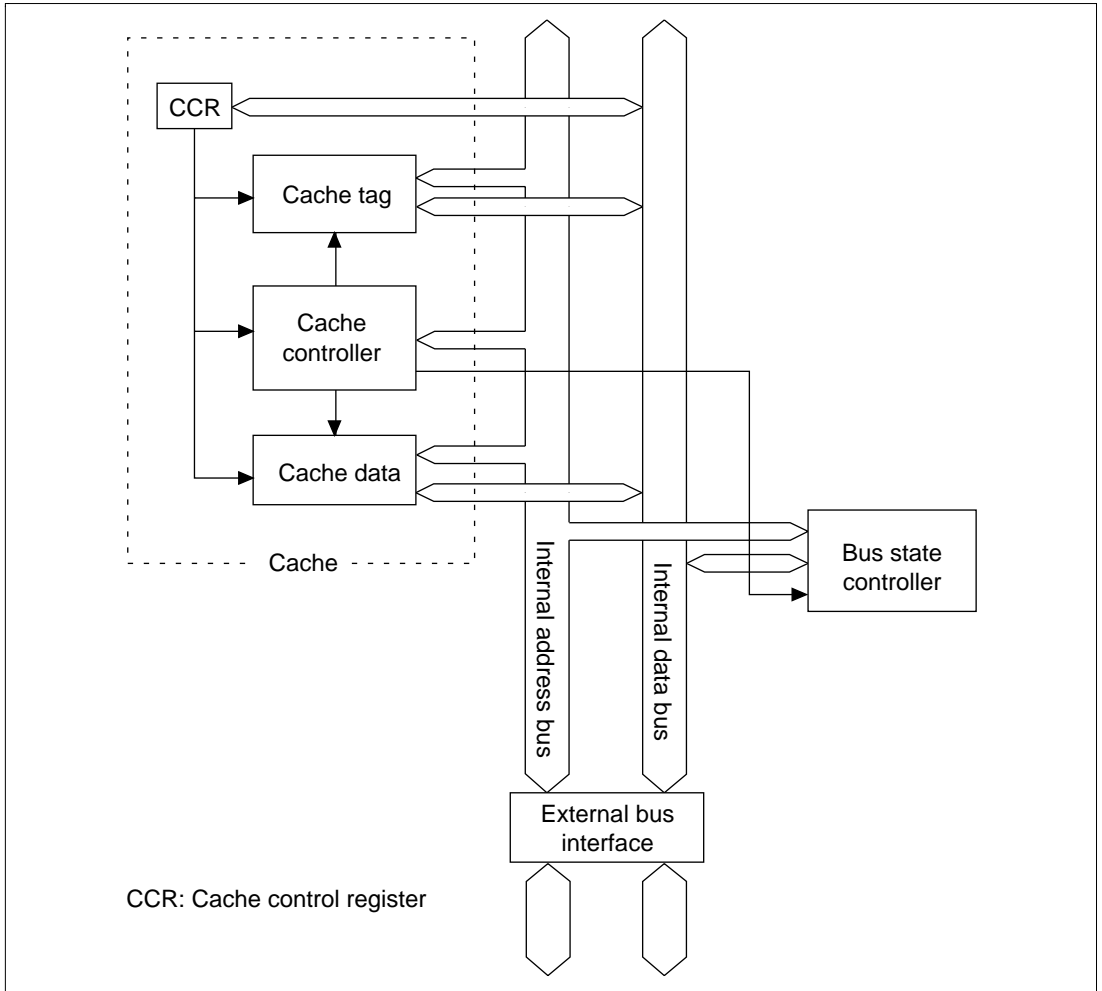 CCR
Cache tag
Cache
controller
Cache data
Cache
Internal address bus
Internal data bus
Bus state
controller
External bus
interface
CCR: Cache control register